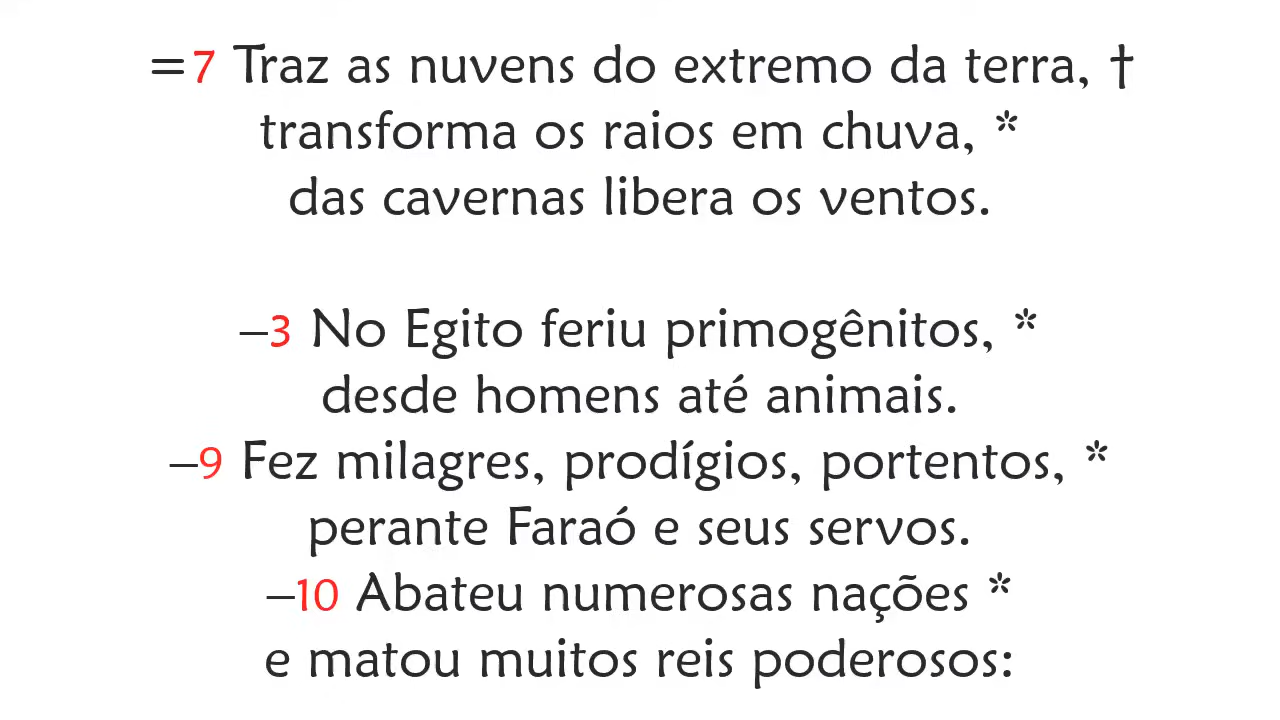 =7 Traz as nuvens do extremo da terra, †
transforma os raios em chuva, *
das cavernas libera os ventos.
–3 No Egito feriu primogênitos, *
desde homens até animais.
–9 Fez milagres, prodígios, portentos, *
perante Faraó e seus servos.
–10 Abateu numerosas nações *
e matou muitos reis poderosos: